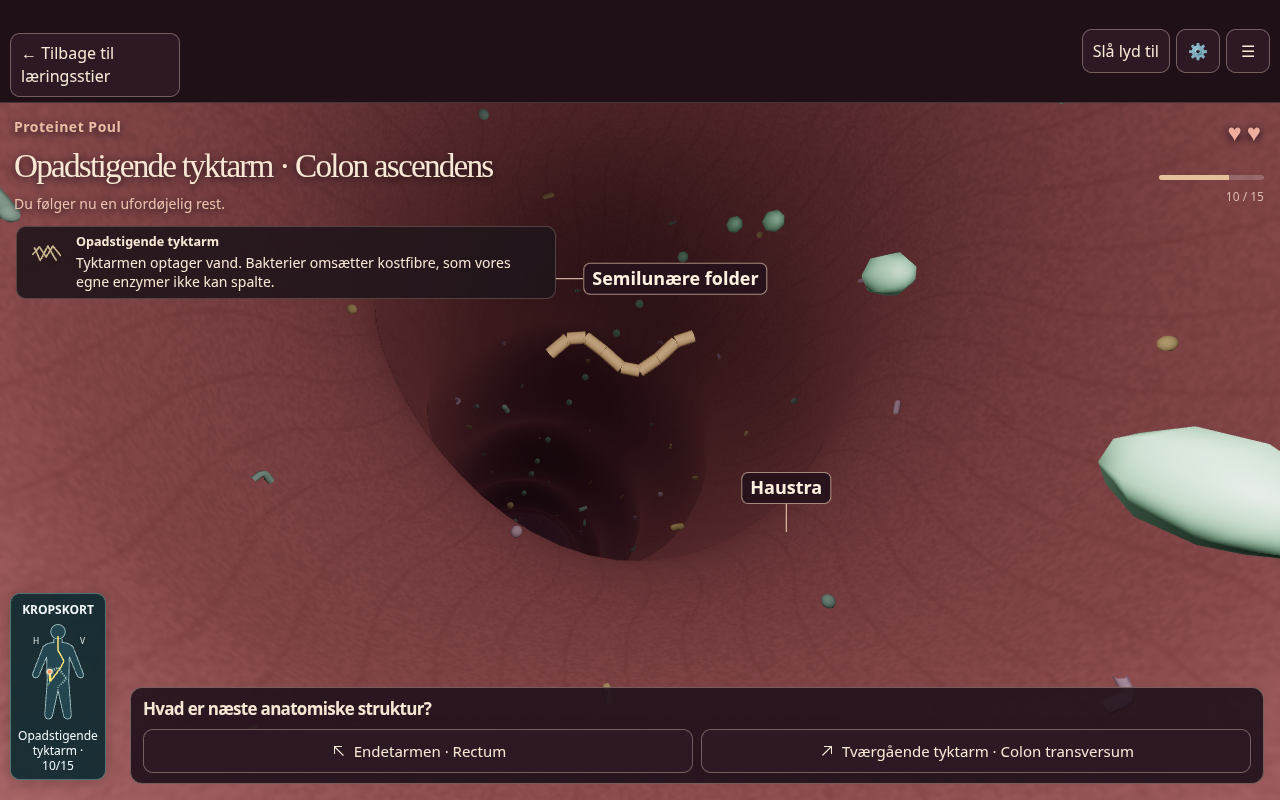 ← Tilbage til
læringsstier
Slå lyd til
Proteinet Poul
Opadstigende tyktarm · Colon ascendens
Du følger nu en ufordøjelig rest.
10 / 15
Opadstigende tyktarm
Tyktarmen optager vand. Bakterier omsætter kostfibre, som vores
egne enzymer ikke kan spalte.
Semilunære folder
Haustra
KROPSKORT
H V
Opadstigende
tyktarm ·
10/15
Hvad er næste anatomiske struktur?
↖ Endetarmen · Rectum
↗ Tværgående tyktarm · Colon transversum